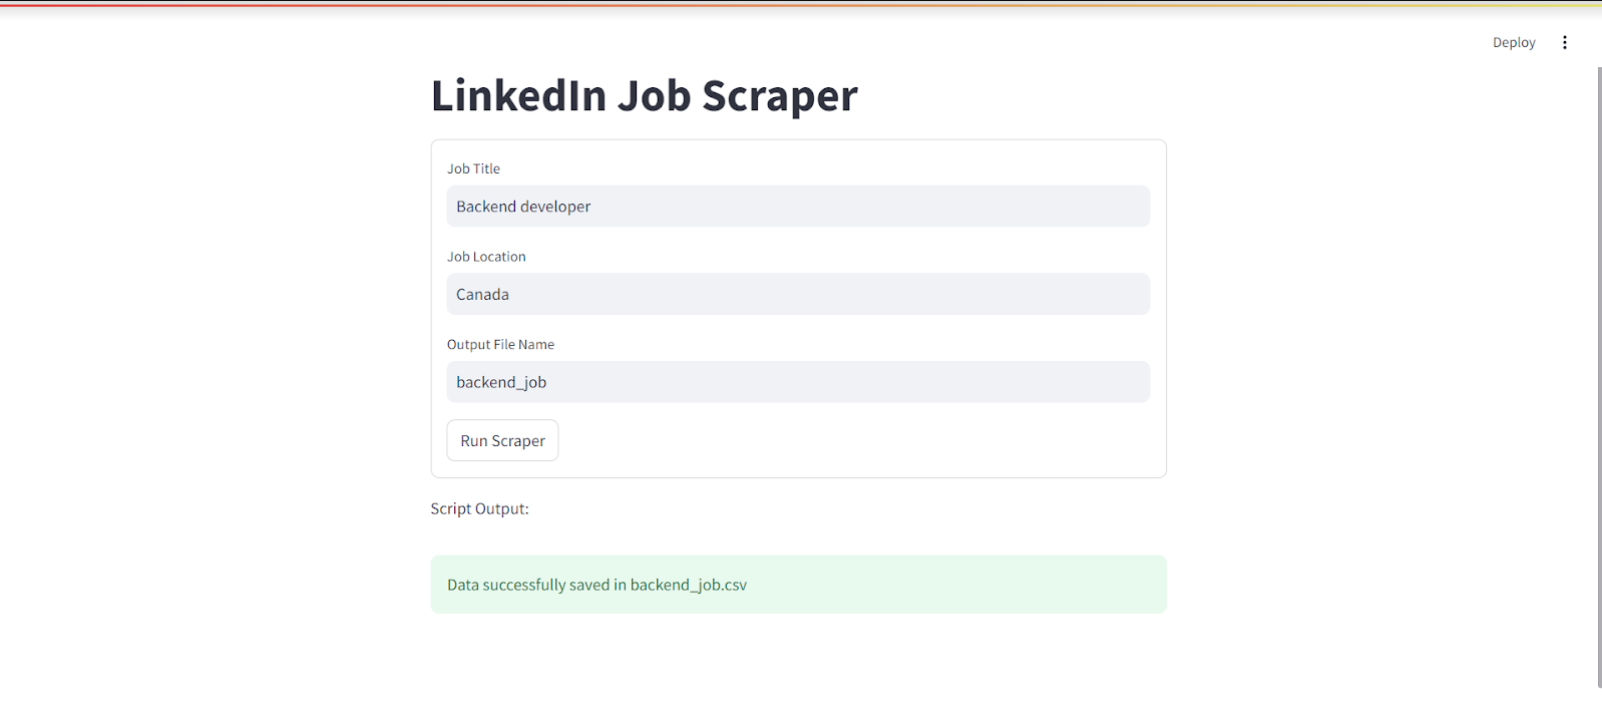 Deploy
LinkedIn Job Scraper
Job Title
Backend developer
Job Location
Canada
Output File Name
backend_job
Run Scraper
Script Output:
Data successfully saved in backend_job.csv